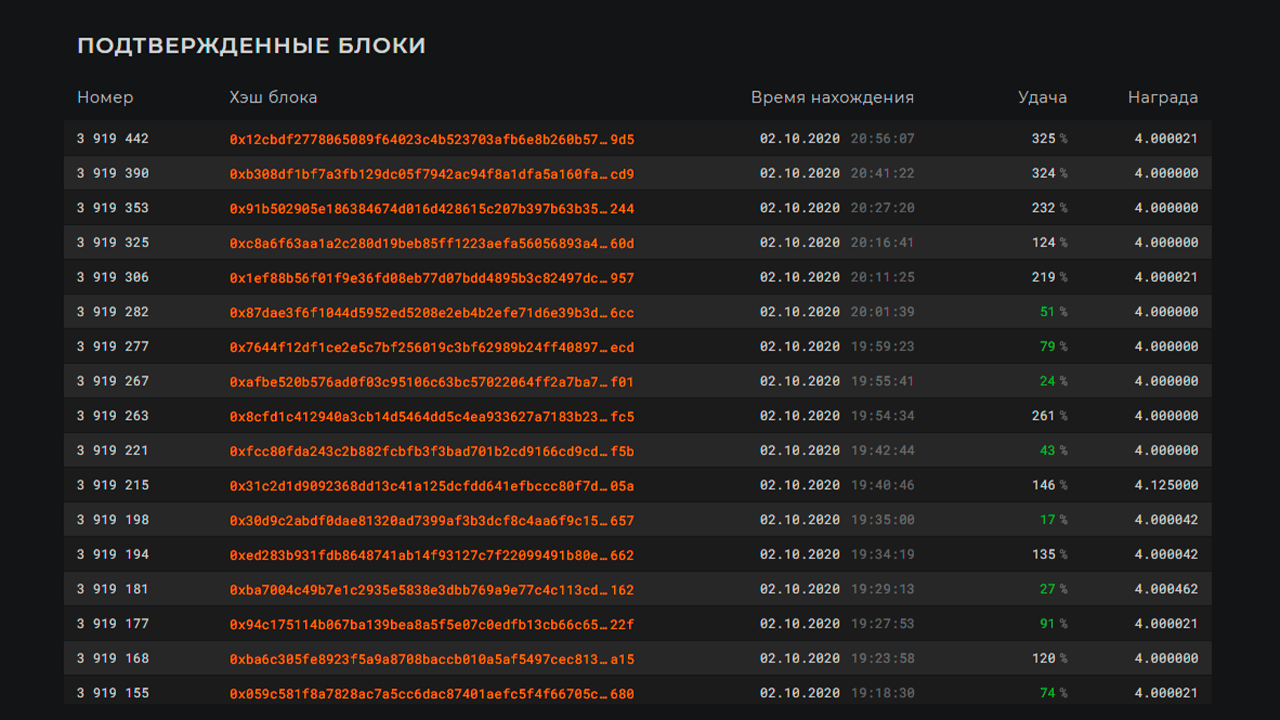 ПОДТВЕРЖДЕННЫЕ БЛОКИ
Номер Хэш блока Время нахождения Удача Награда
3 919 442 0x12cbdf2778065089f64023c4b523703afb6e8b260b57…9d5 02.10.2020 20:56:07 325 % 4.000021
3 919 390 0xb308df1bf7a3fb129dc05f7942ac94f8a1dfa5a160fa…cd9 02.10.2020 20:41:22 324 % 4.000000
3 919 353 0x91b502905e186384674d016d428615c207b397b63b35…244 02.10.2020 20:27:20 232 % 4.000000
3 919 325 0xc8a6f63aa1a2c280d19beb85ff1223aefa56056893a4…60d 02.10.2020 20:16:41 124 % 4.000000
3 919 306 0x1ef88b56f01f9e36fd08eb77d07bdd4895b3c82497dc…957 02.10.2020 20:11:25 219 % 4.000021
3 919 282 0x87dae3f6f1044d5952ed5208e2eb4b2efe71d6e39b3d…6cc 02.10.2020 20:01:39 51 % 4.000000
3 919 277 0x7644f12df1ce2e5c7bf256019c3bf62989b24ff40897…ecd 02.10.2020 19:59:23 79 % 4.000000
3 919 267 0xafbe520b576ad0f03c95106c63bc57022064ff2a7ba7…f01 02.10.2020 19:55:41 24 % 4.000000
3 919 263 0x8cfd1c412940a3cb14d5464dd5c4ea933627a7183b23…fc5 02.10.2020 19:54:34 261 % 4.000000
3 919 221 0xfcc80fda243c2b882fcbfb3f3bad701b2cd9166cd9cd…f5b 02.10.2020 19:42:44 43 % 4.000000
3 919 215 0x31c2d1d9092368dd13c41a125dcfdd641efbccc80f7d…05a 02.10.2020 19:40:46 146 % 4.125000
3 919 198 0x30d9c2abdf0dae81320ad7399af3b3dcf8c4aa6f9c15…657 02.10.2020 19:35:00 17 % 4.000042
3 919 194 0xed283b931fdb8648741ab14f93127c7f22099491b80e…662 02.10.2020 19:34:19 135 % 4.000042
3 919 181 0xba7004c49b7e1c2935e5838e3dbb769a9e77c4c113cd…162 02.10.2020 19:29:13 27 % 4.000462
3 919 177 0x94c175114b067ba139bea8a5f5e07c0edfb13cb66c65…22f 02.10.2020 19:27:53 91 % 4.000021
3 919 168 0xba6c305fe8923f5a9a8708baccb010a5af5497cec813…a15 02.10.2020 19:23:58 120 % 4.000000
3 919 155 0x059c581f8a7828ac7a5cc6dac87401aefc5f4f66705c…680 02.10.2020 19:18:30 74 % 4.000021